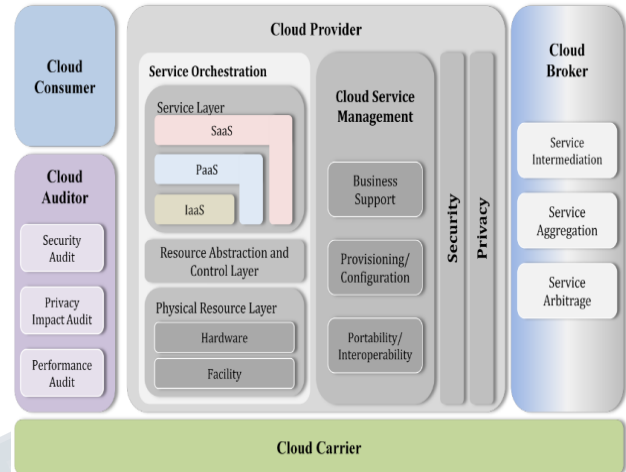 Cloud
Consumer
Cloud
Auditor
Security
Audit
Privacy
Impact Audit
Performance
Audit
Cloud Provider
Service Orchestration
Service Layer
SaaS
PaaS
IaaS
Resource Abstraction and
Control Layer
Physical Resource Layer
Hardware
Facility
Cloud Service
Management
Business
Support
Provisioning/
Configuration
Portability/
Interoperability
Security
Privacy
Cloud
Broker
Service
Intermediation
Service
Aggregation
Service
Arbitrage
Cloud Carrier